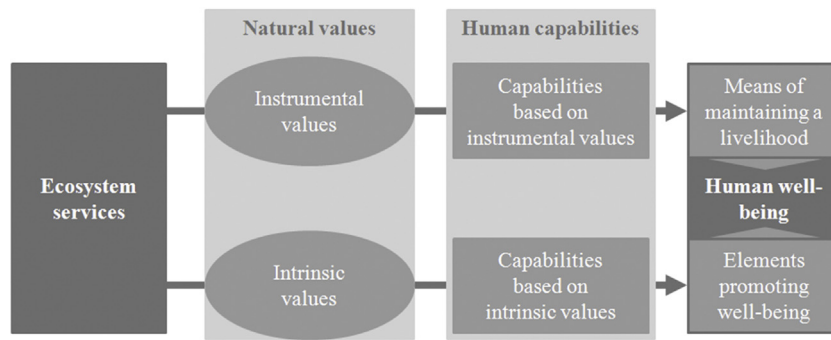 Natural values
Human capabilities
Ecosystem
services
Instrumental
values
Capabilities
based on
instrumental values
Means of
maintaining a
livelihood
Human well-
being
Intrinsic
values
Capabilities
based on
intrinsic values
Elements
promoting
well-being